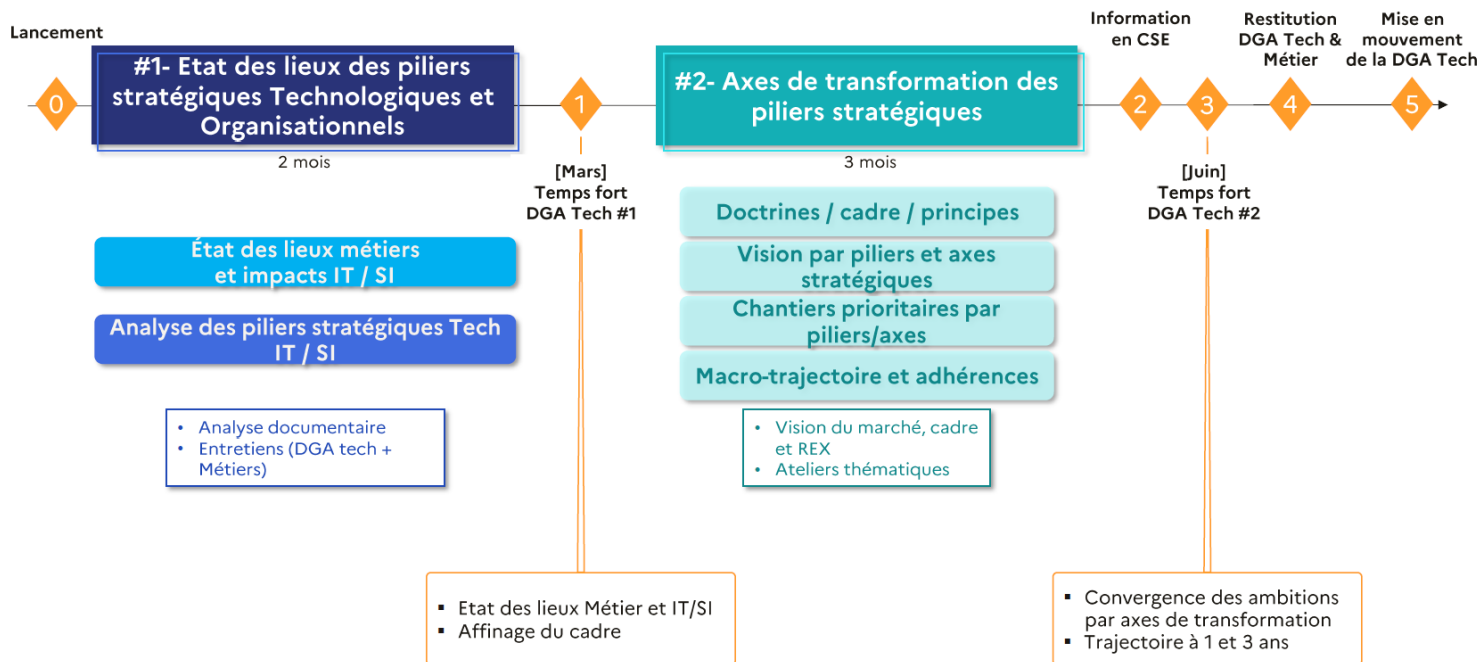 Lancement
0
#1- Etat des lieux des piliers
stratégiques Technologiques et
Organisationnels
2 mois
1
[Mars]
Temps fort
DGA Tech #1
#2- Axes de transformation des
piliers stratégiques
3 mois
Information
en CSE
2
3
[Juin]
Temps fort
DGA Tech #2
Restitution
DGA Tech &
Métier
4
Mise en
mouvement
de la DGA Tech
5
État des lieux métiers
et impacts IT / SI
Analyse des piliers stratégiques Tech
IT / SI
• Analyse documentaire
• Entretiens (DGA tech +
Métiers)
Doctrines / cadre / principes
Vision par piliers et axes
stratégiques
Chantiers prioritaires par
piliers/axes
Macro-trajectoire et adhérences
• Vision du marché, cadre
et REX
• Ateliers thématiques
▪ Etat des lieux Métier et IT/SI
▪ Affinage du cadre
▪ Convergence des ambitions
par axes de transformation
▪ Trajectoire à 1 et 3 ans